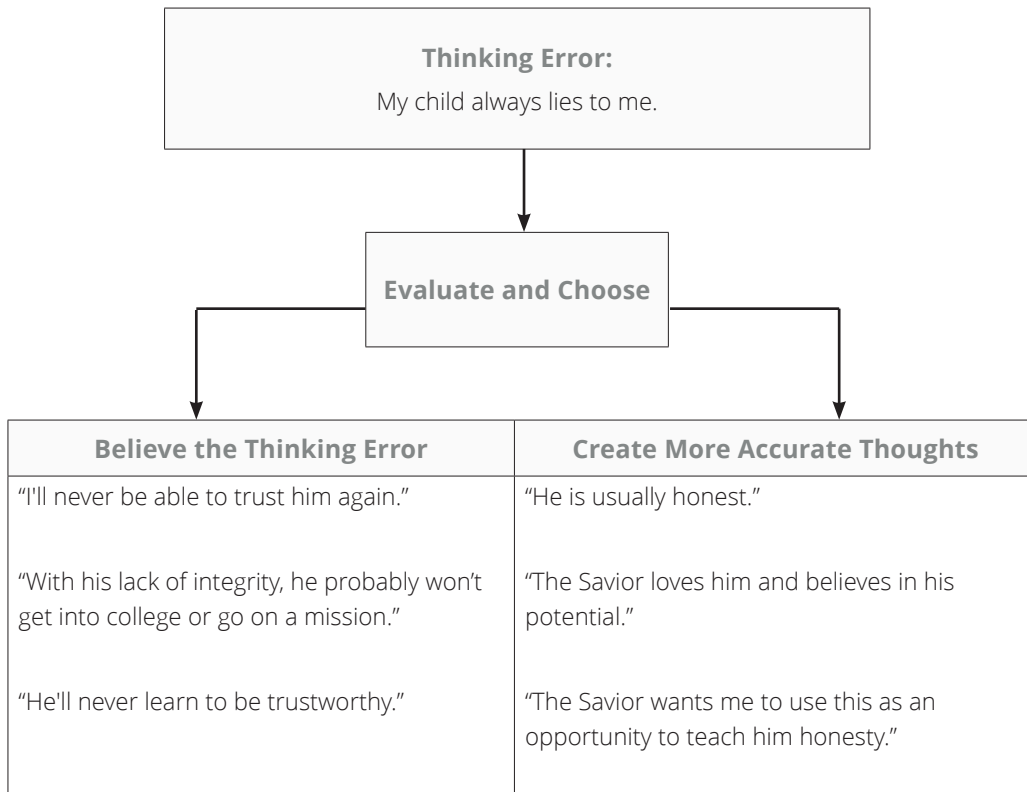 Thinking Error:
My child always lies to me.
Evaluate and Choose
Believe the Thinking Error
“I'll never be able to trust him again.”
“With his lack of integrity, he probably won’t
get into college or go on a mission.”
“He'll never learn to be trustworthy.”
Create More Accurate Thoughts
“He is usually honest.”
“The Savior loves him and believes in his
potential.”
“The Savior wants me to use this as an
opportunity to teach him honesty.”